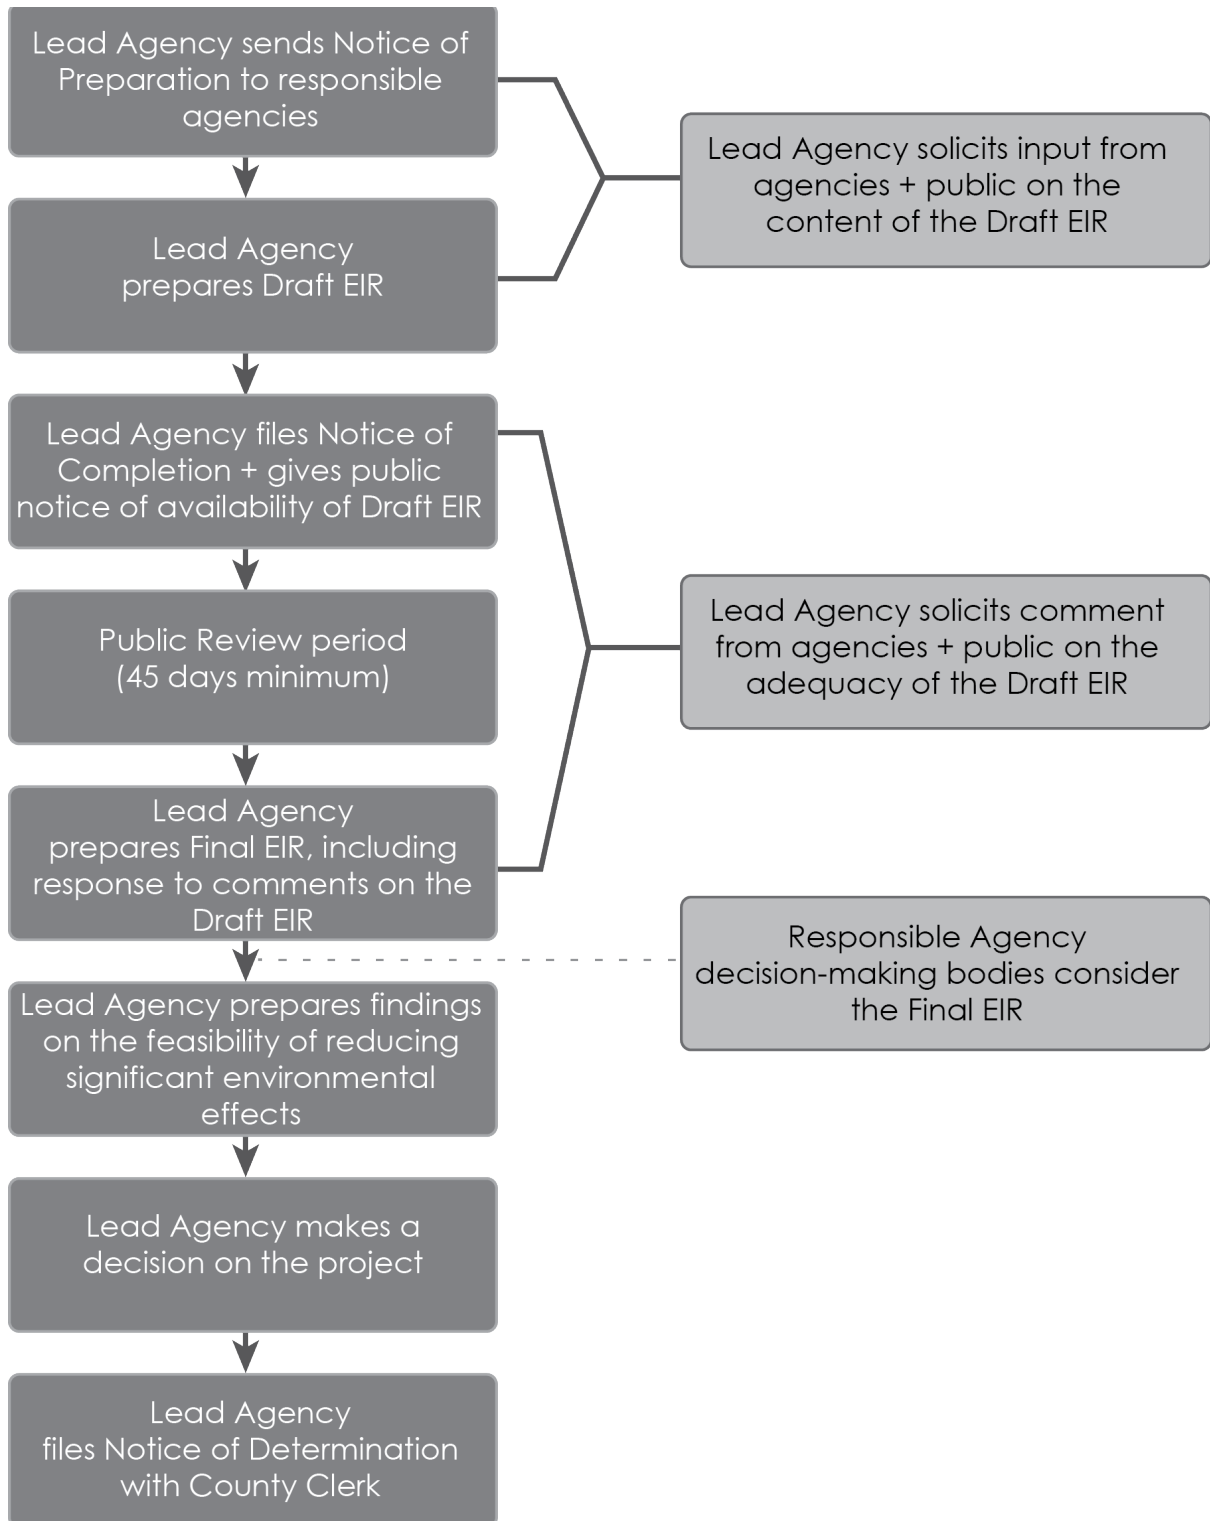 Lead Agency sends Notice of
Preparation to responsible
agencies
Lead Agency solicits input from
agencies + public on the
content of the Draft EIR
Lead Agency
prepares Draft EIR
Lead Agency files Notice of
Completion + gives public
notice of availability of Draft EIR
Public Review period
(45 days minimum)
Lead Agency solicits comment
from agencies + public on the
adequacy of the Draft EIR
Lead Agency
prepares Final EIR, including
response to comments on the
Draft EIR
Responsible Agency
decision-making bodies consider
the Final EIR
Lead Agency prepares findings
on the feasibility of reducing
significant environmental
effects
Lead Agency makes a
decision on the project
Lead Agency
files Notice of Determination
with County Clerk